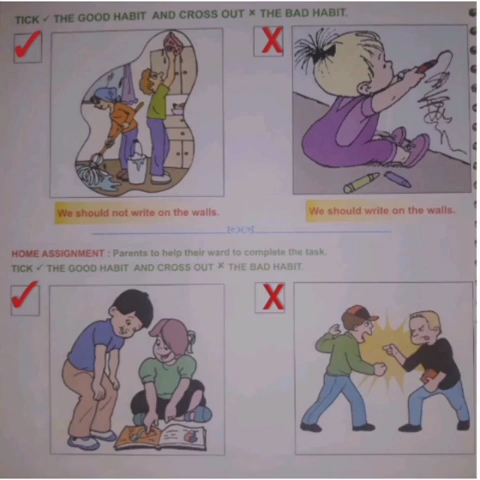 TICK ✓ THE GOOD HABIT AND CROSS OUT × THE BAD HABIT.
✓
X
We should not write on the walls.
We should write on the walls.
HOME ASSIGNMENT : Parents to help their ward to complete the task.
TICK ✓ THE GOOD HABIT AND CROSS OUT × THE BAD HABIT.
✓
X